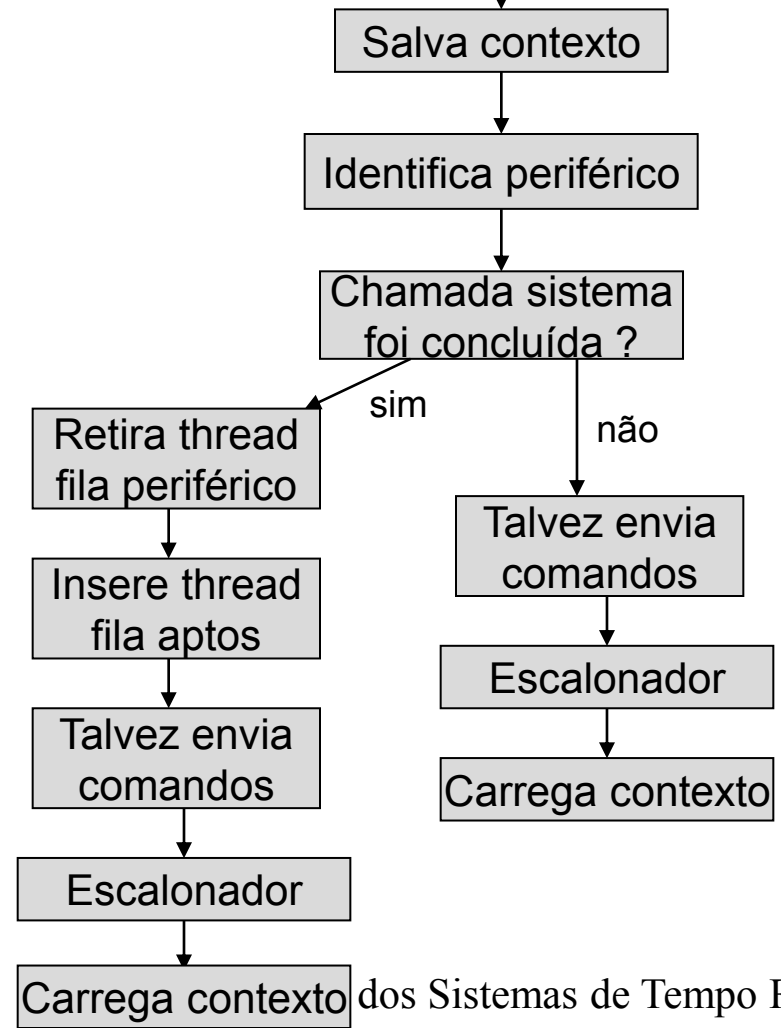 Salva contexto
Identifica periférico
Chamada sistema
foi concluída ?
sim
não
Retira thread
fila periférico
Insere thread
fila aptos
Talvez envia
comandos
Escalonador
Carrega contexto
Talvez envia
comandos
Escalonador
Carrega contexto
dos Sistemas de Tempo